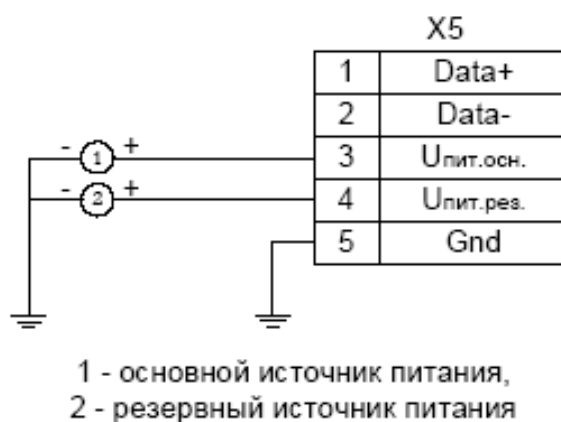 X5
1 Data+
2 Data-
- 1 + 3 Uпит.осн.
- 2 + 4 Uпит.рез.
5 Gnd
1 - основной источник питания,
2 - резервный источник питания